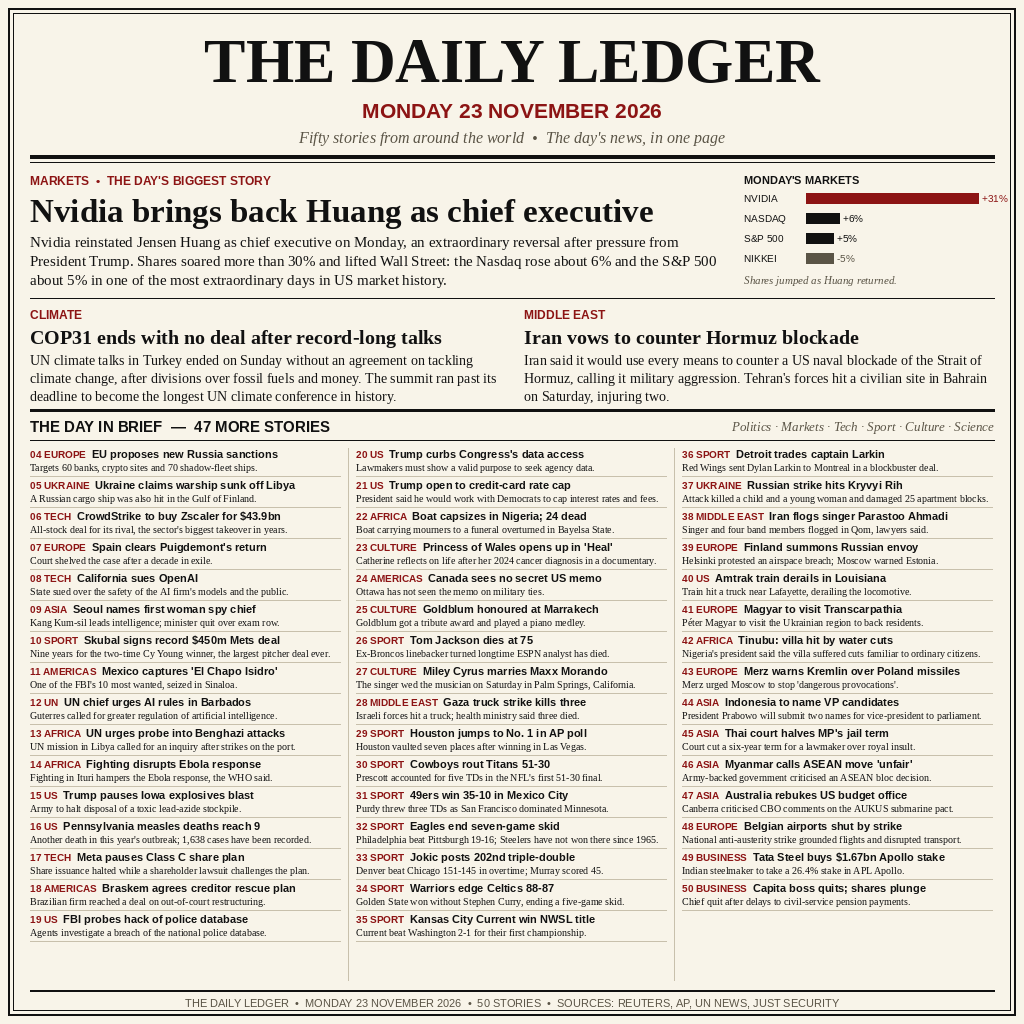 THE DAILY LEDGER
MONDAY 23 NOVEMBER 2026
Fifty stories from around the world • The day's news, in one page
MARKETS • THE DAY'S BIGGEST STORY
Nvidia brings back Huang as chief executive
Nvidia reinstated Jensen Huang as chief executive on Monday, an extraordinary reversal after pressure from
President Trump. Shares soared more than 30% and lifted Wall Street: the Nasdaq rose about 6% and the S&P 500
about 5% in one of the most extraordinary days in US market history.
MONDAY'S MARKETS
NVIDIA +31%
NASDAQ +6%
S&P 500 +5%
NIKKEI -5%
Shares jumped as Huang returned.
CLIMATE
COP31 ends with no deal after record-long talks
UN climate talks in Turkey ended on Sunday without an agreement on tackling
climate change, after divisions over fossil fuels and money. The summit ran past its
deadline to become the longest UN climate conference in history.
MIDDLE EAST
Iran vows to counter Hormuz blockade
Iran said it would use every means to counter a US naval blockade of the Strait of
Hormuz, calling it military aggression. Tehran's forces hit a civilian site in Bahrain
on Saturday, injuring two.
THE DAY IN BRIEF — 47 MORE STORIES
Politics · Markets · Tech · Sport · Culture · Science
04 EUROPE EU proposes new Russia sanctions
Targets 60 banks, crypto sites and 70 shadow-fleet ships.
05 UKRAINE Ukraine claims warship sunk off Libya
A Russian cargo ship was also hit in the Gulf of Finland.
06 TECH CrowdStrike to buy Zscaler for $43.9bn
All-stock deal for its rival, the sector's biggest takeover in years.
07 EUROPE Spain clears Puigdemont's return
Court shelved the case after a decade in exile.
08 TECH California sues OpenAI
State sued over the safety of the AI firm's models and the public.
09 ASIA Seoul names first woman spy chief
Kang Kum-sil leads intelligence; minister quit over exam row.
10 SPORT Skubal signs record $450m Mets deal
Nine years for the two-time Cy Young winner, the largest pitcher deal ever.
11 AMERICAS Mexico captures 'El Chapo Isidro'
One of the FBI's 10 most wanted, seized in Sinaloa.
12 UN UN chief urges AI rules in Barbados
Guterres called for greater regulation of artificial intelligence.
13 AFRICA UN urges probe into Benghazi attacks
UN mission in Libya called for an inquiry after strikes on the port.
14 AFRICA Fighting disrupts Ebola response
Fighting in Ituri hampers the Ebola response, the WHO said.
15 US Trump pauses Iowa explosives blast
Army to halt disposal of a toxic lead-azide stockpile.
16 US Pennsylvania measles deaths reach 9
Another death in this year's outbreak; 1,638 cases have been recorded.
17 TECH Meta pauses Class C share plan
Share issuance halted while a shareholder lawsuit challenges the plan.
18 AMERICAS Braskem agrees creditor rescue plan
Brazilian firm reached a deal on out-of-court restructuring.
19 US FBI probes hack of police database
Agents investigate a breach of the national police database.
20 US Trump curbs Congress's data access
Lawmakers must show a valid purpose to seek agency data.
21 US Trump open to credit-card rate cap
President said he would work with Democrats to cap interest rates and fees.
22 AFRICA Boat capsizes in Nigeria; 24 dead
Boat carrying mourners to a funeral overturned in Bayelsa State.
23 CULTURE Princess of Wales opens up in 'Heal'
Catherine reflects on life after her 2024 cancer diagnosis in a documentary.
24 AMERICAS Canada sees no secret US memo
Ottawa has not seen the memo on military ties.
25 CULTURE Goldblum honoured at Marrakech
Goldblum got a tribute award and played a piano medley.
26 SPORT Tom Jackson dies at 75
Ex-Broncos linebacker turned longtime ESPN analyst has died.
27 CULTURE Miley Cyrus marries Maxx Morando
The singer wed the musician on Saturday in Palm Springs, California.
28 MIDDLE EAST Gaza truck strike kills three
Israeli forces hit a truck; health ministry said three died.
29 SPORT Houston jumps to No. 1 in AP poll
Houston vaulted seven places after winning in Las Vegas.
30 SPORT Cowboys rout Titans 51-30
Prescott accounted for five TDs in the NFL's first 51-30 final.
31 SPORT 49ers win 35-10 in Mexico City
Purdy threw three TDs as San Francisco dominated Minnesota.
32 SPORT Eagles end seven-game skid
Philadelphia beat Pittsburgh 19-16; Steelers have not won there since 1965.
33 SPORT Jokic posts 202nd triple-double
Denver beat Chicago 151-145 in overtime; Murray scored 45.
34 SPORT Warriors edge Celtics 88-87
Golden State won without Stephen Curry, ending a five-game skid.
35 SPORT Kansas City Current win NWSL title
Current beat Washington 2-1 for their first championship.
36 SPORT Detroit trades captain Larkin
Red Wings sent Dylan Larkin to Montreal in a blockbuster deal.
37 UKRAINE Russian strike hits Kryvyi Rih
Attack killed a child and a young woman and damaged 25 apartment blocks.
38 MIDDLE EAST Iran flogs singer Parastoo Ahmadi
Singer and four band members flogged in Qom, lawyers said.
39 EUROPE Finland summons Russian envoy
Helsinki protested an airspace breach; Moscow warned Estonia.
40 US Amtrak train derails in Louisiana
Train hit a truck near Lafayette, derailing the locomotive.
41 EUROPE Magyar to visit Transcarpathia
Péter Magyar to visit the Ukrainian region to back residents.
42 AFRICA Tinubu: villa hit by water cuts
Nigeria's president said the villa suffered cuts familiar to ordinary citizens.
43 EUROPE Merz warns Kremlin over Poland missiles
Merz urged Moscow to stop 'dangerous provocations'.
44 ASIA Indonesia to name VP candidates
President Prabowo will submit two names for vice-president to parliament.
45 ASIA Thai court halves MP's jail term
Court cut a six-year term for a lawmaker over royal insult.
46 ASIA Myanmar calls ASEAN move 'unfair'
Army-backed government criticised an ASEAN bloc decision.
47 ASIA Australia rebukes US budget office
Canberra criticised CBO comments on the AUKUS submarine pact.
48 EUROPE Belgian airports shut by strike
National anti-austerity strike grounded flights and disrupted transport.
49 BUSINESS Tata Steel buys $1.67bn Apollo stake
Indian steelmaker to take a 26.4% stake in APL Apollo.
50 BUSINESS Capita boss quits; shares plunge
Chief quit after delays to civil-service pension payments.
THE DAILY LEDGER • MONDAY 23 NOVEMBER 2026 • 50 STORIES • SOURCES: REUTERS, AP, UN NEWS, JUST SECURITY